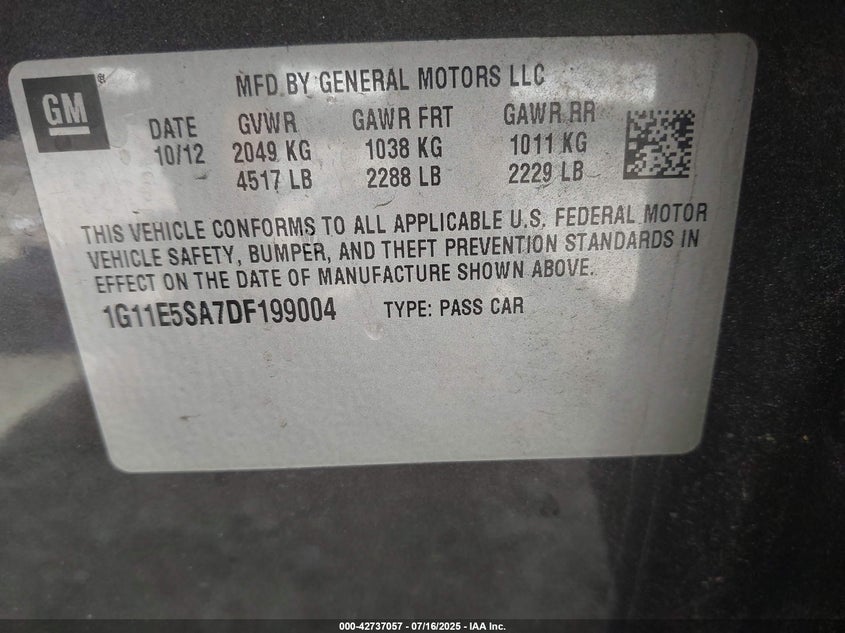 GM ®
MFD BY GENERAL MOTORS LLC
DATE GVWR GAWR FRT GAWR RR
10/12 2049 KG 1038 KG 1011 KG
4517 LB 2288 LB 2229 LB
THIS VEHICLE CONFORMS TO ALL APPLICABLE U.S. FEDERAL MOTOR
VEHICLE SAFETY, BUMPER, AND THEFT PREVENTION STANDARDS IN
EFFECT ON THE DATE OF MANUFACTURE SHOWN ABOVE.
1G11E5SA7DF199004 TYPE: PASS CAR
000-42737057 - 07/16/2025 - IAA Inc.